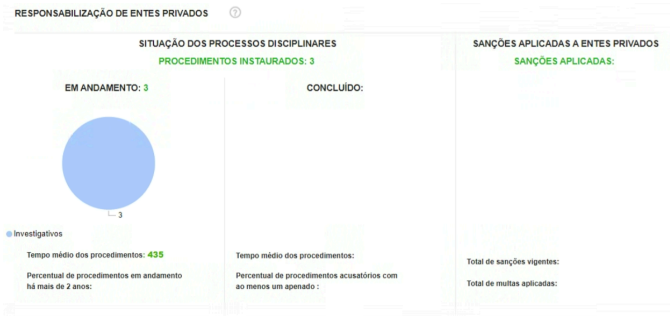 RESPONSABILIZAÇÃO DE ENTES PRIVADOS ?
SITUAÇÃO DOS PROCESSOS DISCIPLINARES
PROCEDIMENTOS INSTAURADOS: 3
EM ANDAMENTO: 3
3
Investigativos
Tempo médio dos procedimentos: 435
Percentual de procedimentos em andamento
há mais de 2 anos:
CONCLUÍDO:
Tempo médio dos procedimentos:
Percentual de procedimentos acusatórios com
ao menos um apenado :
SANÇÕES APLICADAS A ENTES PRIVADOS
SANÇÕES APLICADAS:
Total de sanções vigentes:
Total de multas aplicadas: